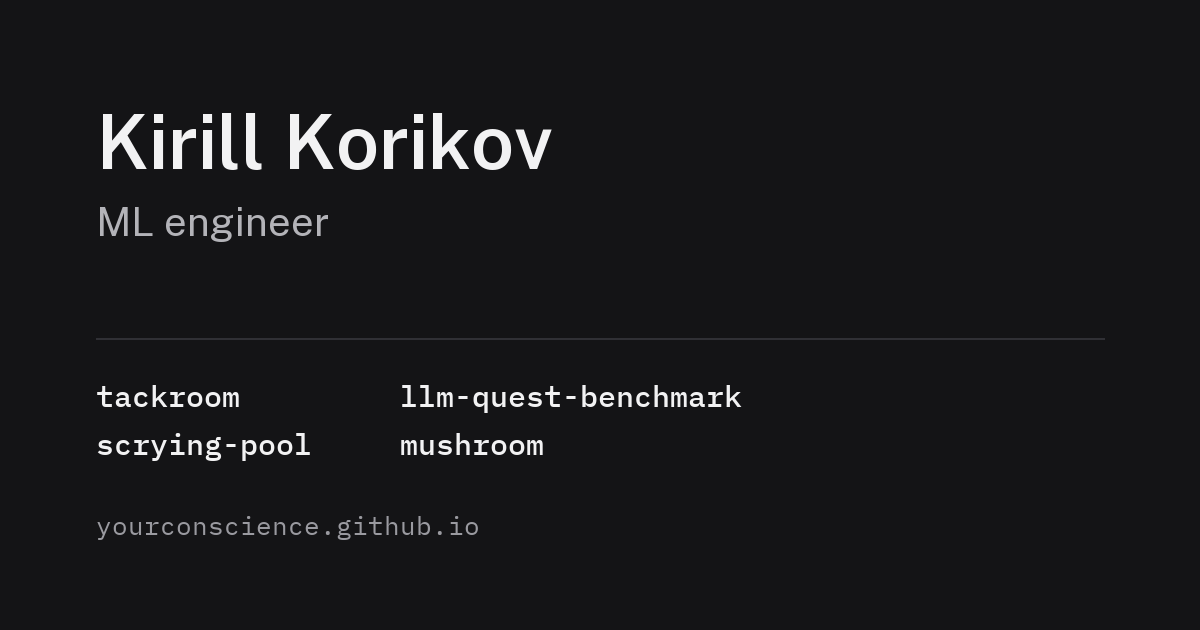 Kirill Korikov
ML engineer
tackroom llm-quest-benchmark
scrying-pool mushroom
yourconscience.github.io